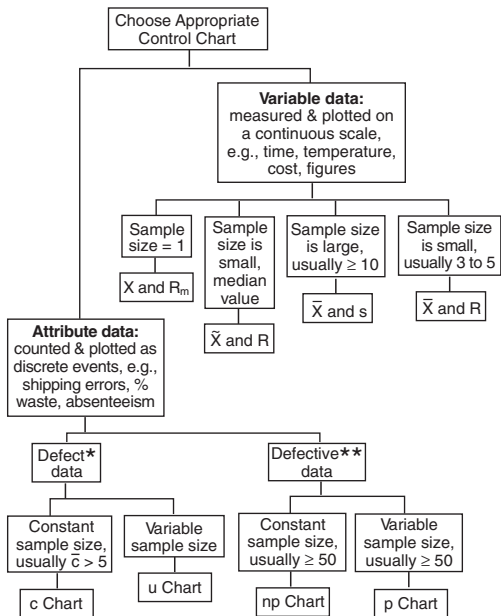 Choose Appropriate
Control Chart
Variable data:
measured & plotted on
a continuous scale,
e.g., time, temperature,
cost, figures
Sample
size = 1
X and Rm
Sample
size is
small,
median
value
X̃ and R
Sample size
is large,
usually ≥ 10
X̄ and s
Sample size
is small,
usually 3 to 5
X̄ and R
Attribute data:
counted & plotted as
discrete events, e.g.,
shipping errors, %
waste, absenteeism
Defect*
data
Defective**
data
Constant
sample size,
usually c̄ > 5
c Chart
Variable
sample size
u Chart
Constant
sample size,
usually ≥ 50
np Chart
Variable
sample size,
usually ≥ 50
p Chart